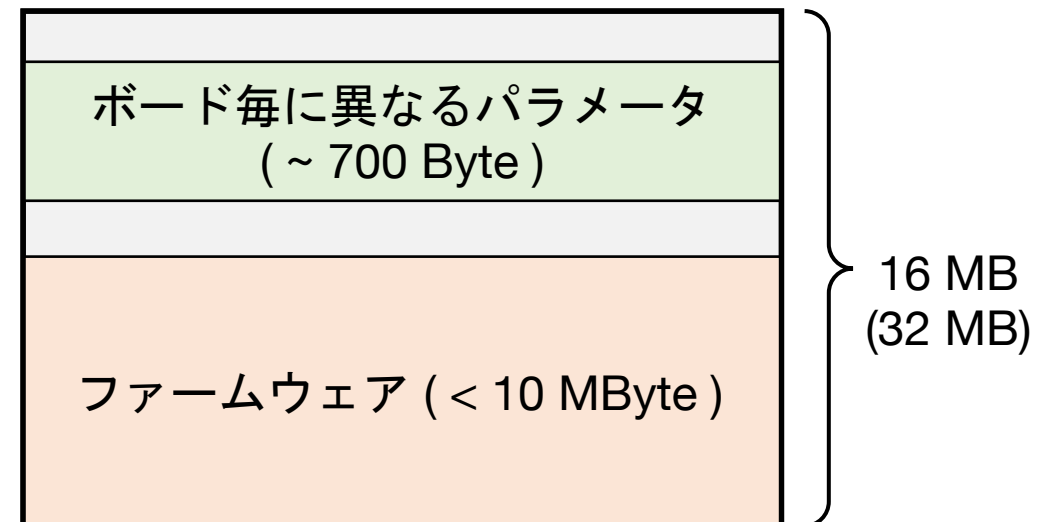 ボード毎に異なるパラメータ
( ~ 700 Byte )
16 MB
(32 MB)
ファームウェア ( < 10 MByte )